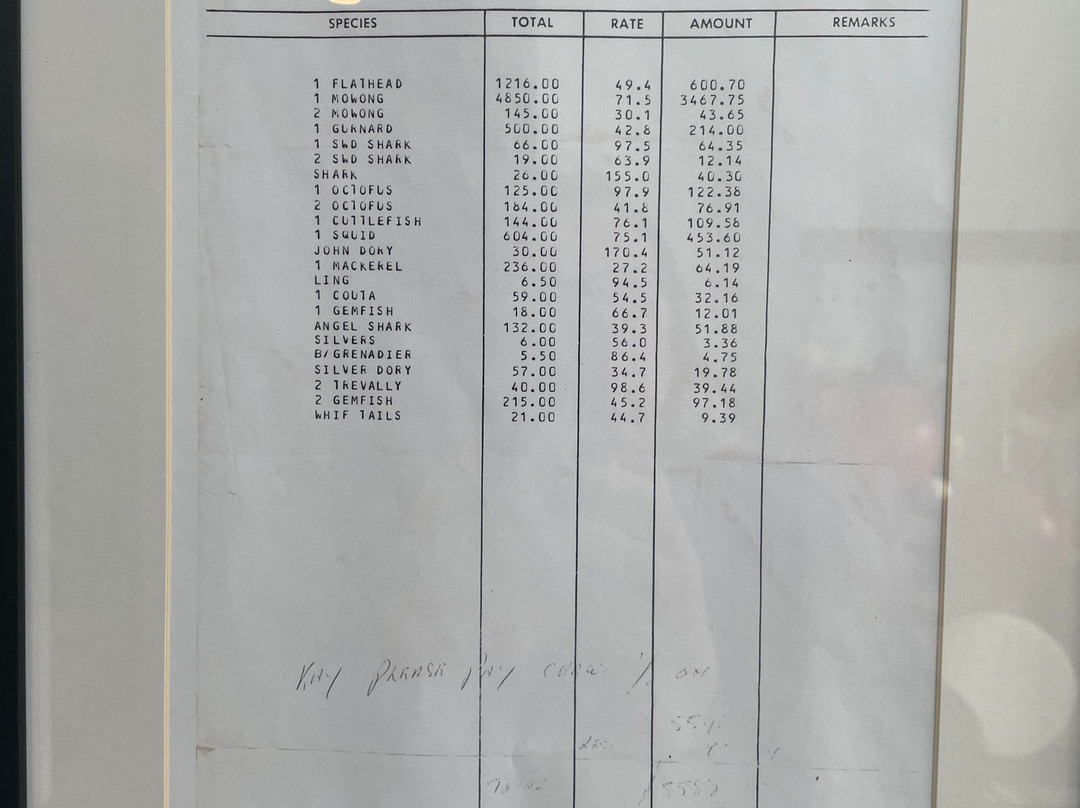 SPECIES TOTAL RATE AMOUNT REMARKS
1 FLATHEAD 1216.00 49.4 600.70
1 MOWONG 4850.00 71.5 3467.75
2 MOWONG 145.00 30.1 43.65
1 GURNARD 500.00 42.8 214.00
1 SWD SHARK 66.00 97.5 64.35
2 SWD SHARK 19.00 63.9 12.14
SHARK 26.00 155.0 40.30
1 OCTOPUS 125.00 97.9 122.38
2 OCTOPUS 184.00 41.8 76.91
1 CUTTLEFISH 144.00 76.1 109.58
1 SQUID 604.00 75.1 453.60
JOHN DORY 30.00 170.4 51.12
1 MACKEREL 236.00 27.2 64.19
LING 6.50 94.5 6.14
1 COUTA 59.00 54.5 32.16
1 GEMFISH 18.00 66.7 12.01
ANGEL SHARK 132.00 39.3 51.88
SILVERS 6.00 56.0 3.36
B/GRENADIER 5.50 86.4 4.75
SILVER DORY 57.00 34.7 19.78
2 TREVALLY 40.00 98.6 39.44
2 GEMFISH 215.00 45.2 97.18
WHIP TAILS 21.00 44.7 9.39
KAY PLEASE PAY CREW % ON
Total